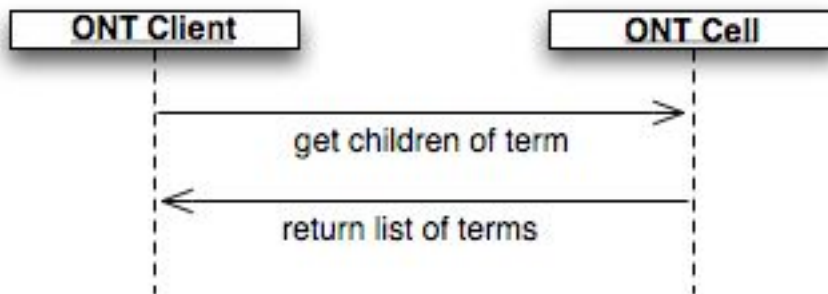 ONT Client
ONT Cell
get children of term
return list of terms